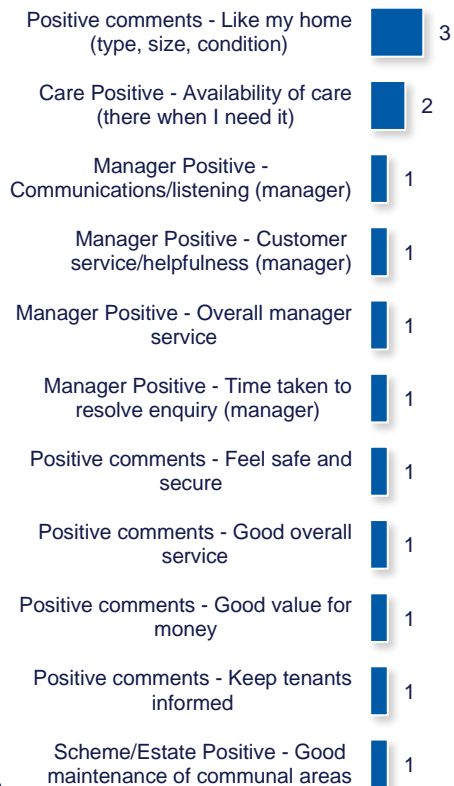 Positive comments - Like my home
(type, size, condition)
3
Care Positive - Availability of care
(there when I need it)
2
Manager Positive -
Communications/listening (manager)
1
Manager Positive - Customer
service/helpfulness (manager)
1
Manager Positive - Overall manager
service
1
Manager Positive - Time taken to
resolve enquiry (manager)
1
Positive comments - Feel safe and
secure
1
Positive comments - Good overall
service
1
Positive comments - Good value for
money
1
Positive comments - Keep tenants
informed
1
Scheme/Estate Positive - Good
maintenance of communal areas
1